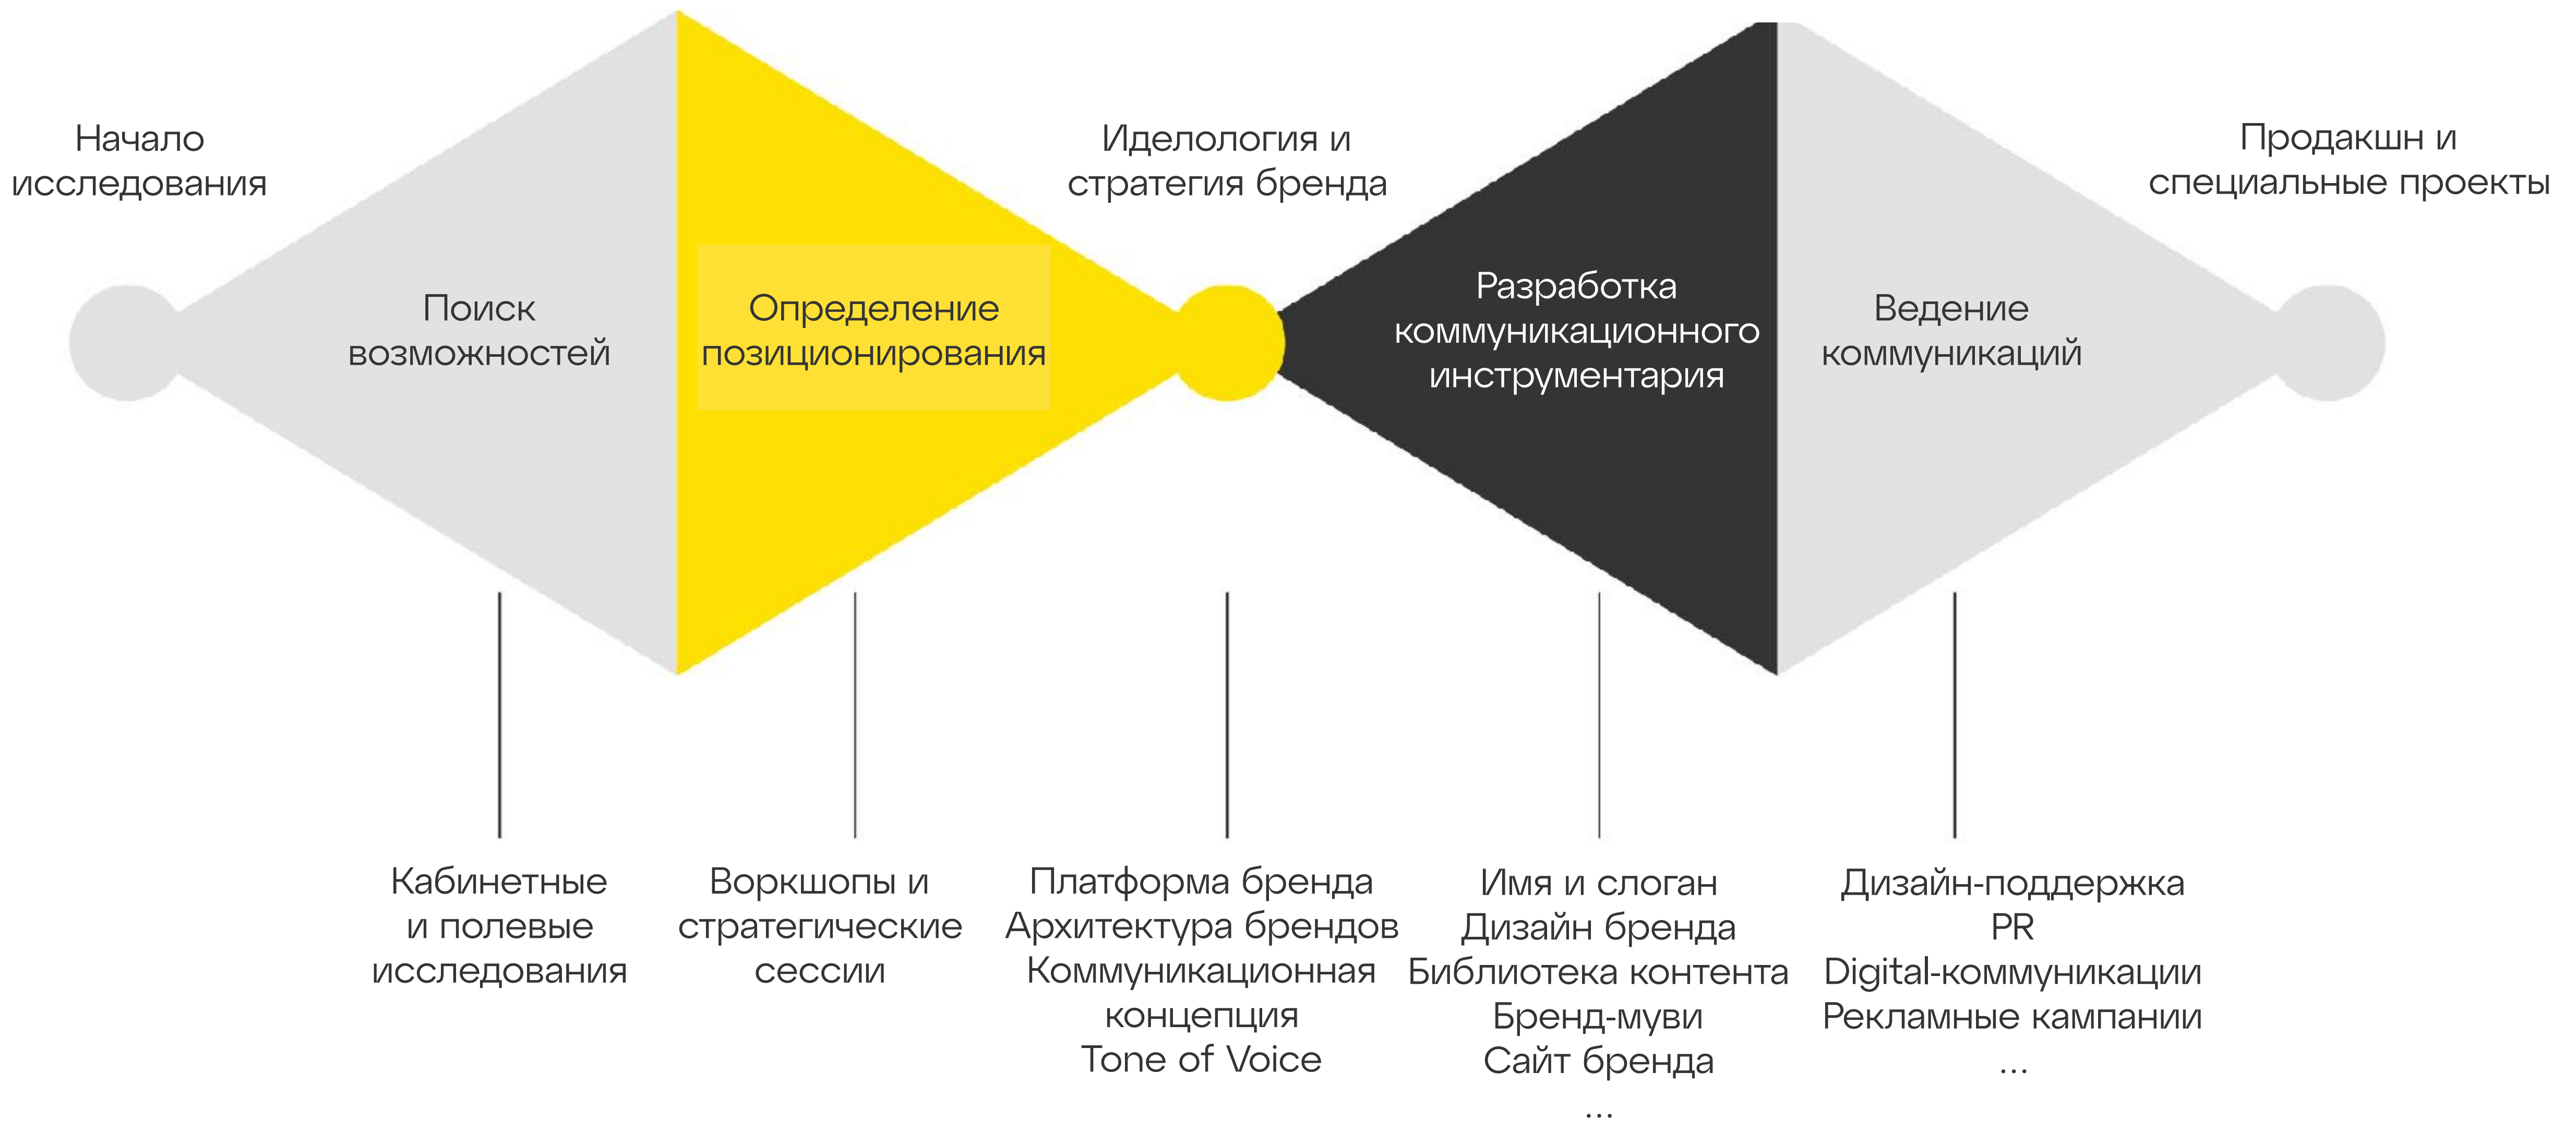 Начало
исследования
Иделология и
стратегия бренда
Продакшн и
специальные проекты
Поиск
возможностей
Определение
позиционирования
Разработка
коммуникационного
инструментария
Ведение
коммуникаций
Кабинетные
и полевые
исследования
Воркшопы и
стратегические
сессии
Платформа бренда
Архитектура брендов
Коммуникационная
концепция
Tone of Voice
Имя и слоган
Дизайн бренда
Библиотека контента
Бренд-муви
Сайт бренда
...
Дизайн-поддержка
PR
Digital-коммуникации
Рекламные кампании
...